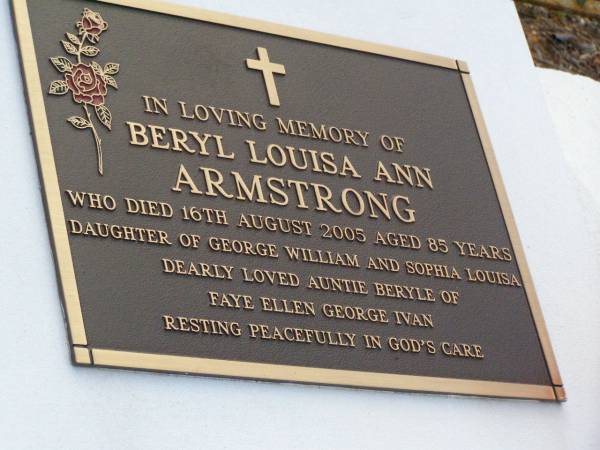 IN LOVING MEMORY OF
BERYL LOUISA ANN
ARMSTRONG
WHO DIED 16TH AUGUST 2005 AGED 85 YEARS
DAUGHTER OF GEORGE WILLIAM AND SOPHIA LOUISA
DEARLY LOVED AUNTIE BERYLE OF
FAYE ELLEN GEORGE IVAN
RESTING PEACEFULLY IN GOD'S CARE